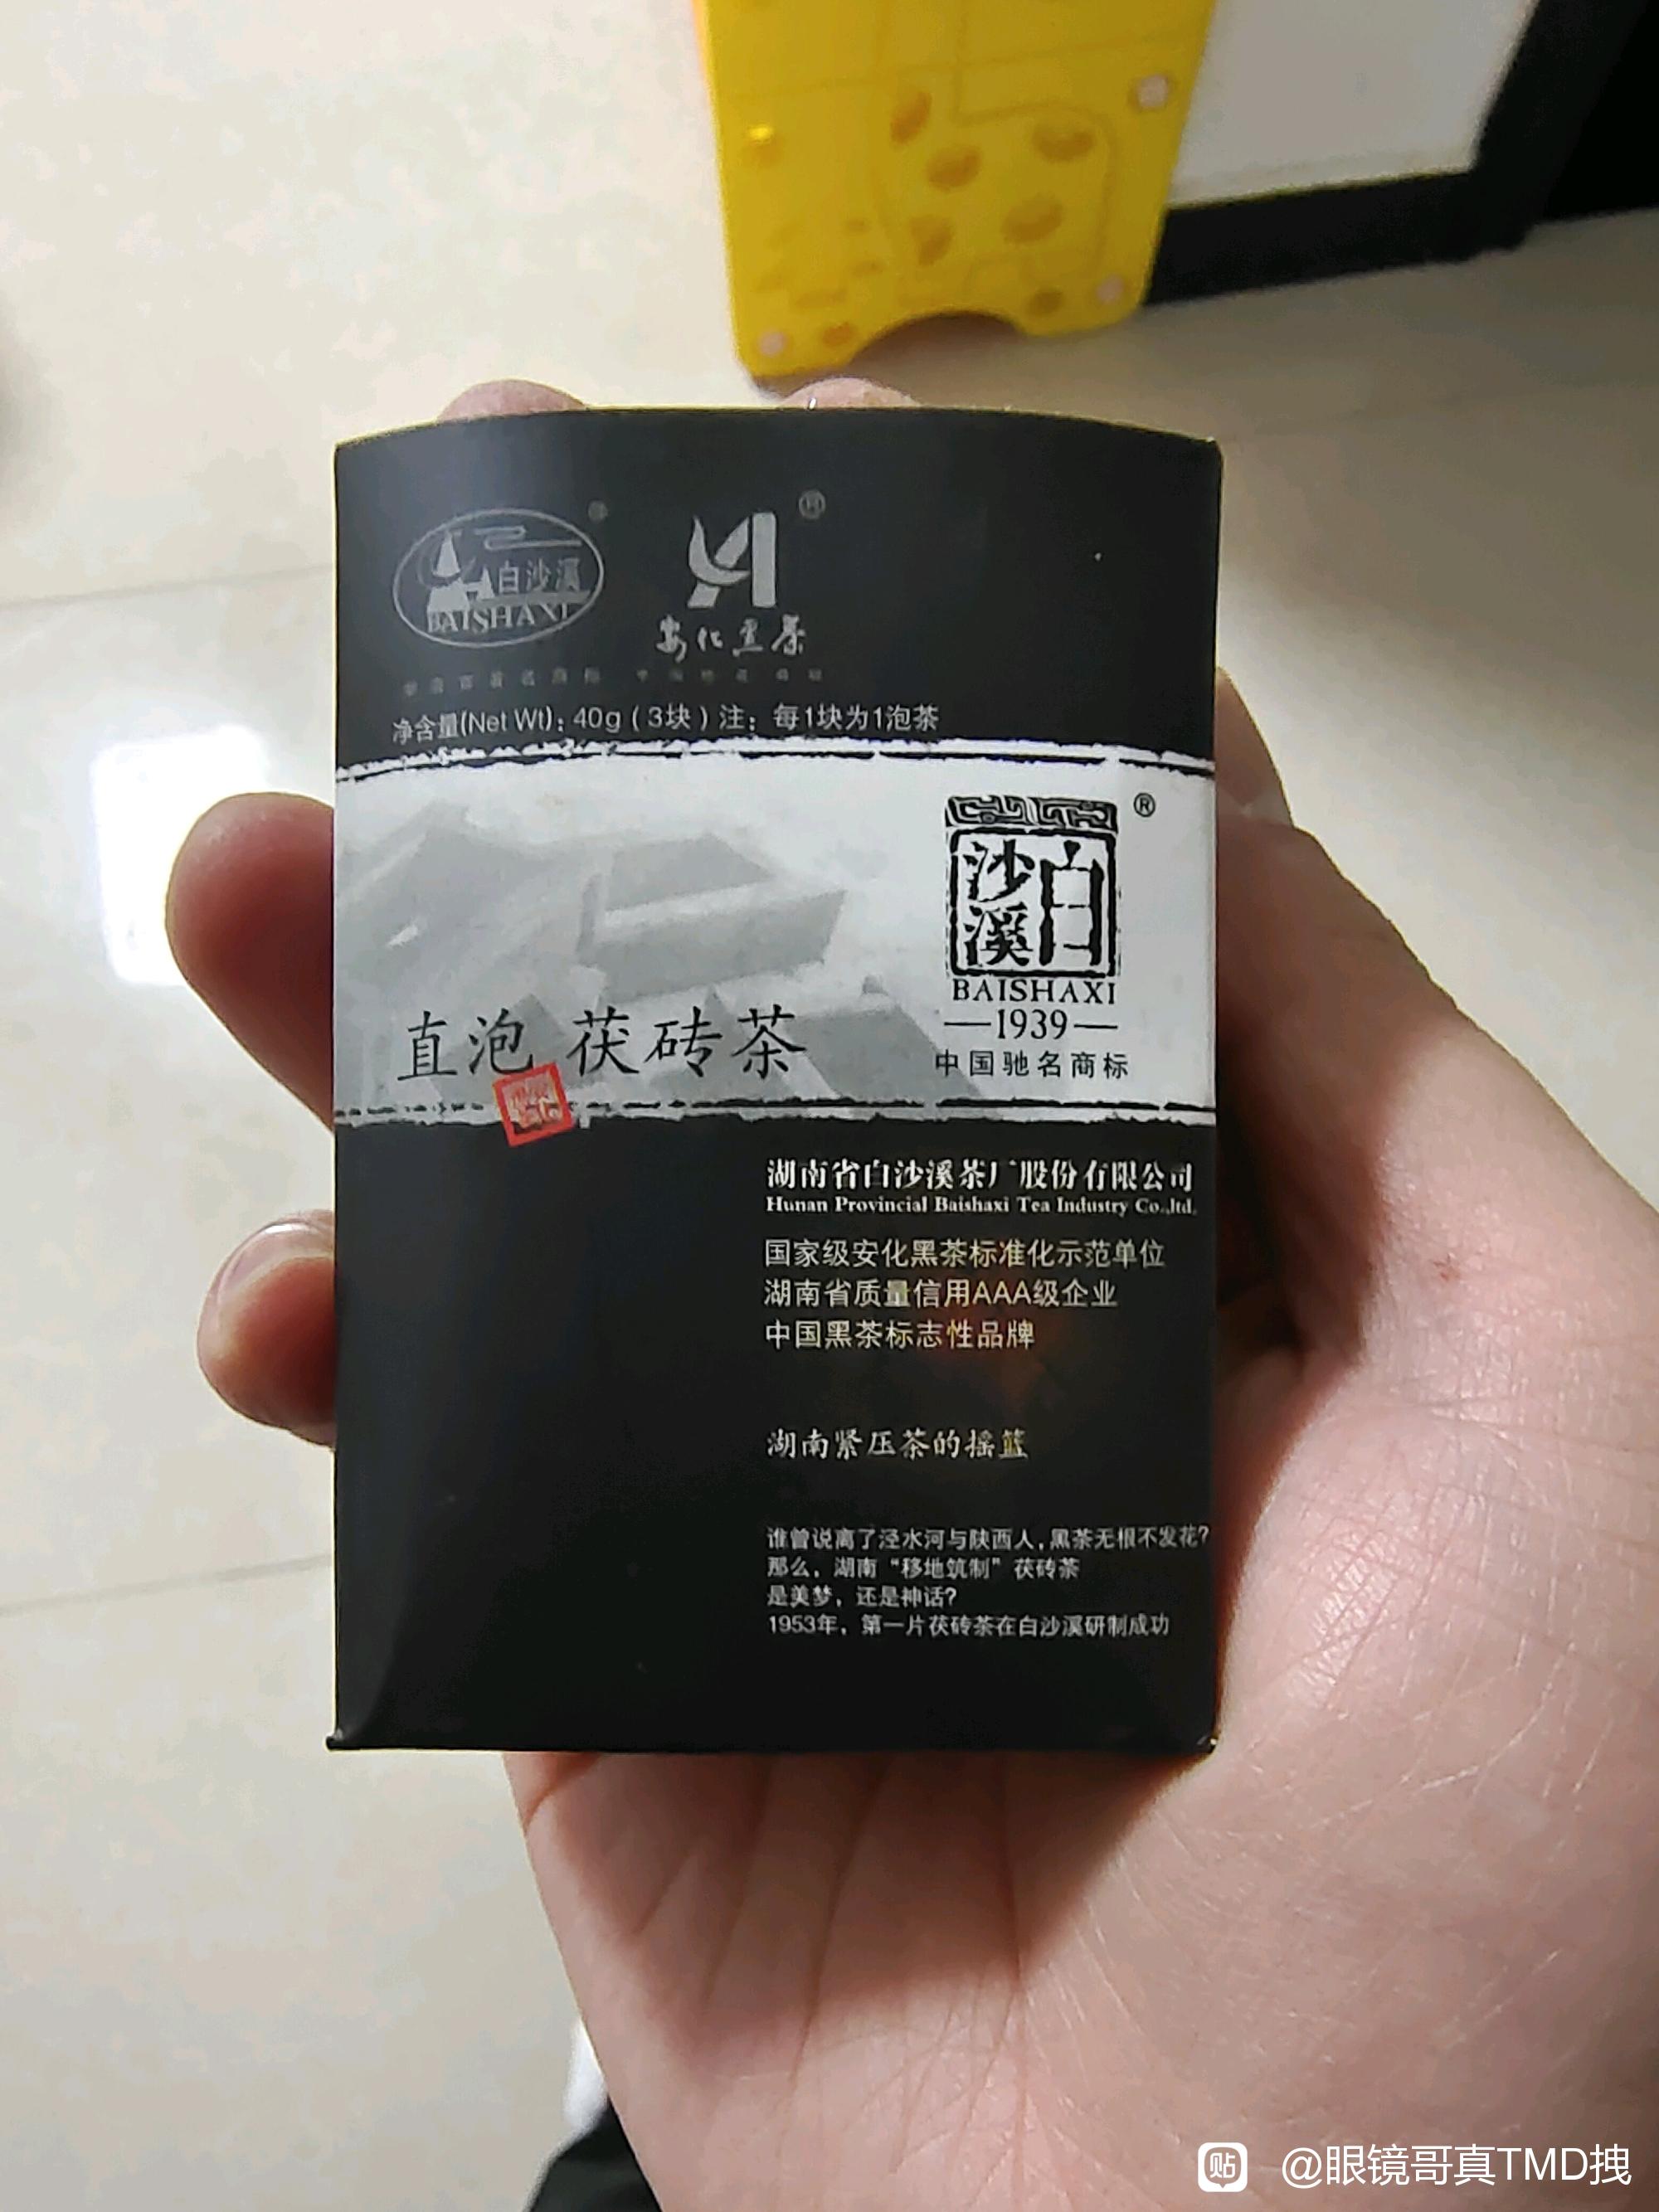 白沙溪
BAISHAXI
安化黑茶
净含量(Net Wt): 40g(3块)注:每1块为1泡茶
白沙溪
BAISHAXI
1939
中国驰名商标
直泡 茯砖茶
湖南省白沙溪茶厂股份有限公司
Hunan Provincial Baishaxi Tea Industry Co.,ltd.
国家级安化黑茶标准化示范单位
湖南省质量信用AAA级企业
中国黑茶标志性品牌
湖南紧压茶的摇篮
谁曾说离了泾水河与陕西人,黑茶无根不发花?
那么,湖南“移地筑制”茯砖茶
是美梦,还是神话?
1953年,第一片茯砖茶在白沙溪研制成功
贴 @眼镜哥真TMD拽